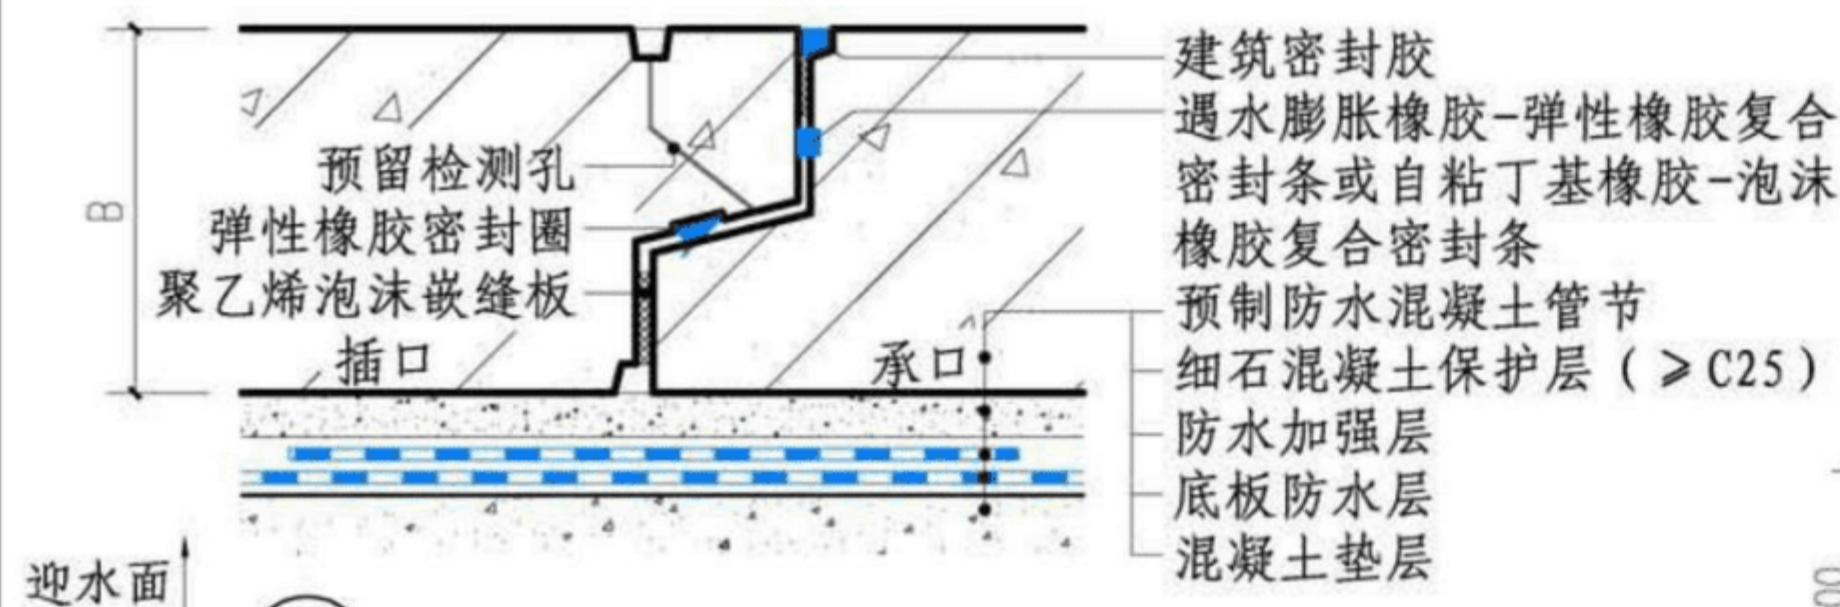 建筑密封胶
遇水膨胀橡胶-弹性橡胶复合
密封条或自粘丁基橡胶-泡沫
橡胶复合密封条
预留检测孔
弹性橡胶密封圈
聚乙烯泡沫嵌缝板
插口
承口
B
预制防水混凝土管节
细石混凝土保护层（≥C25）
防水加强层
底板防水层
混凝土垫层
迎水面